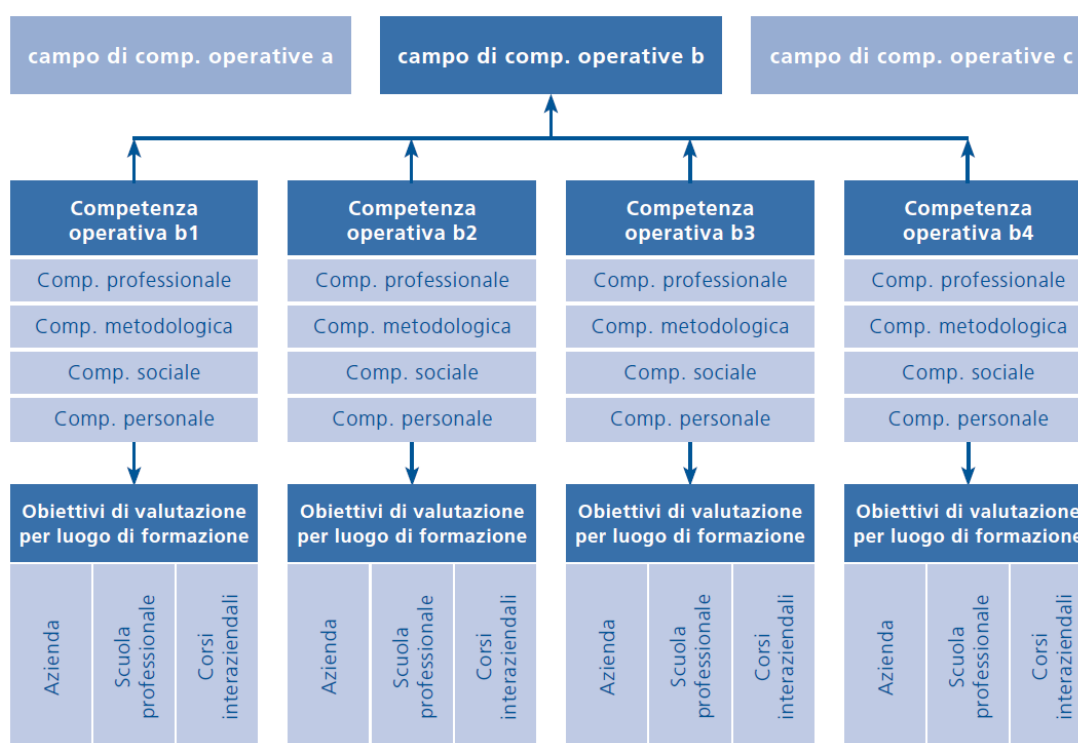 campo di comp. operative a
campo di comp. operative b
campo di comp. operative c
Competenza
operativa b1
Competenza
operativa b2
Competenza
operativa b3
Competenza
operativa b4
Comp. professionale
Comp. professionale
Comp. professionale
Comp. professionale
Comp. metodologica
Comp. metodologica
Comp. metodologica
Comp. metodologica
Comp. sociale
Comp. sociale
Comp. sociale
Comp. sociale
Comp. personale
Comp. personale
Comp. personale
Comp. personale
Obiettivi di valutazione
per luogo di formazione
Obiettivi di valutazione
per luogo di formazione
Obiettivi di valutazione
per luogo di formazione
Obiettivi di valutazione
per luogo di formazione
Azienda
Scuola
professionale
Corsi
interaziendali
Azienda
Scuola
professionale
Corsi
interaziendali
Azienda
Scuola
professionale
Corsi
interaziendali
Azienda
Scuola
professionale
Corsi
interaziendali